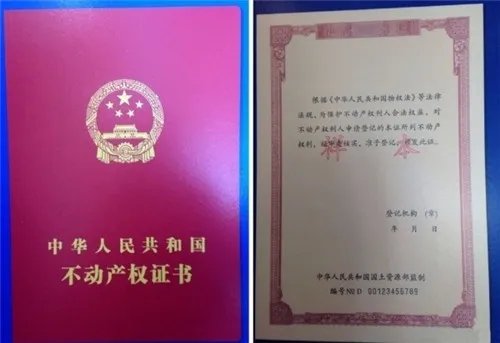 中华人民共和国
不动产权证书
根据《中华人民共和国物权法》等法律
法规,为保护不动产权利人合法权益,对
不动产权利人申请登记的本证所列不动产
权利,经审查核实,准予登记,颁发此证。
样本
登记机构（章）
年 月 日
中华人民共和国国土资源部监制
编号 No D 00123456789